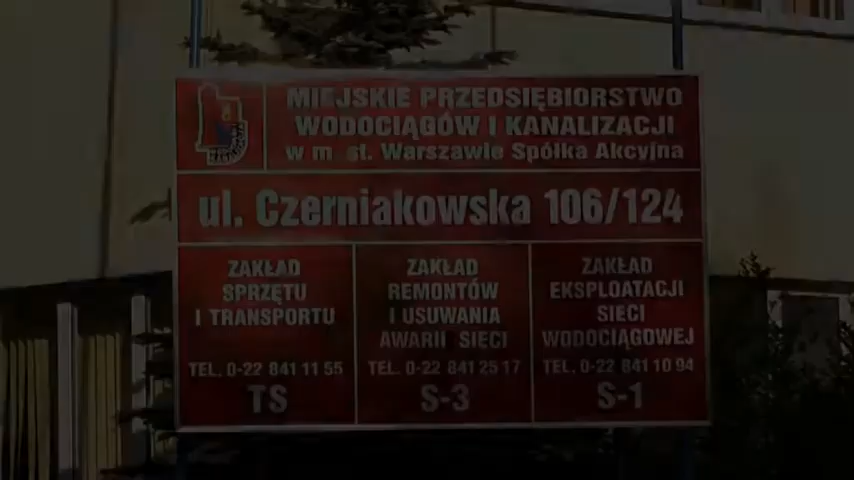 MIEJSKIE PRZEDSIĘBIORSTWO
WODOCIĄGÓW I KANALIZACJI
w m st. Warszawie Spółka Akcyjna
ul. Czerniakowska 106/124
ZAKŁAD
SPRZĘTU
I TRANSPORTU
TEL. 0-22 841 11 55
TS
ZAKŁAD
REMONTÓW
I USUWANIA
AWARII SIECI
TEL. 0-22 841 25 17
S-3
ZAKŁAD
EKSPLOATACJI
SIECI
WODOCIĄGOWEJ
TEL. 0-22 841 10 94
S-1